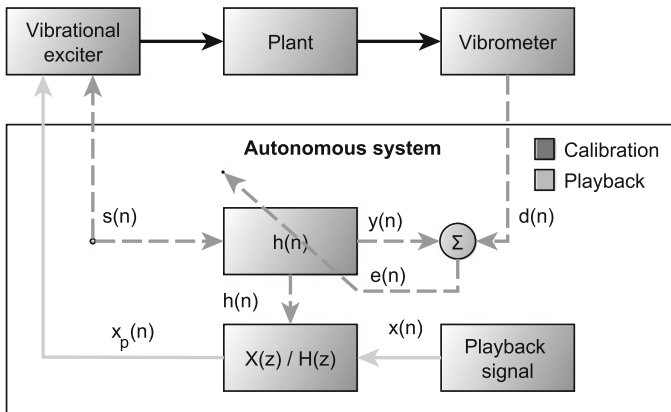 Vibrational
exciter
Plant
Vibrometer
Autonomous system
Calibration
Playback
s(n)
h(n)
y(n)
Σ
d(n)
e(n)
h(n)
x_p(n)
X(z) / H(z)
x(n)
Playback
signal